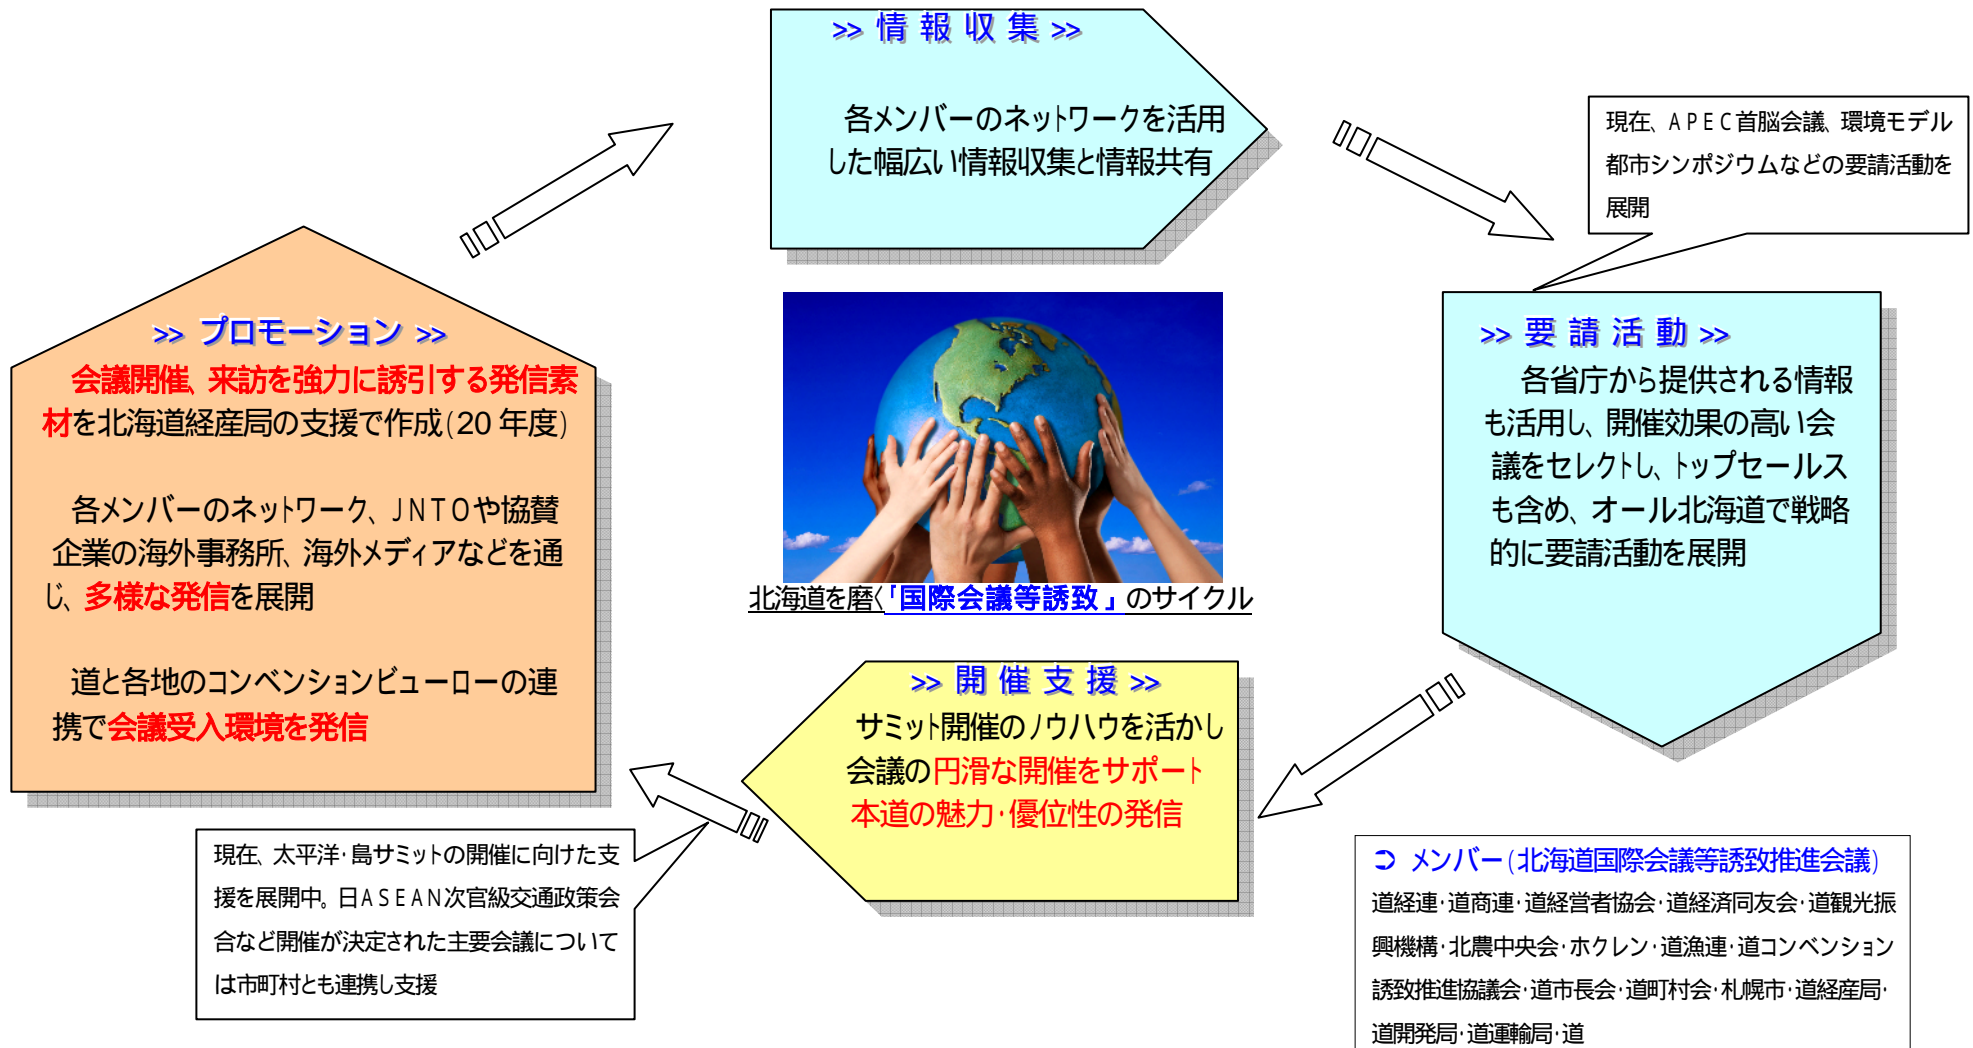 >> 情 報 収 集 >>
各メンバーのネットワークを活用
した幅広い情報収集と情報共有
現在、APEC首脳会議、環境モデル
都市シンポジウムなどの要請活動を
展開
>> 要 請 活 動 >>
各省庁から提供される情報
も活用し、開催効果の高い会
議をセレクトし、トップセールス
も含め、オール北海道で戦略
的に要請活動を展開
>> プロモーション >>
会議開催、来訪を強力に誘引する発信素
材を北海道経産局の支援で作成(20 年度)
各メンバーのネットワーク、JNTOや協賛
企業の海外事務所、海外メディアなどを通
じ、多様な発信を展開
道と各地のコンベンションビューローの連
携で会議受入環境を発信
北海道を磨く「国際会議等誘致」のサイクル
>> 開 催 支 援 >>
サミット開催のノウハウを活かし
会議の円滑な開催をサポート
本道の魅力・優位性の発信
現在、太平洋・島サミットの開催に向けた支
援を展開中。日ASEAN次官級交通政策会
合など開催が決定された主要会議について
は市町村とも連携し支援
⊃ メンバー(北海道国際会議等誘致推進会議)
道経連・道商連・道経営者協会・道経済同友会・道観光振
興機構・北農中央会・ホクレン・道漁連・道コンベンション
誘致推進協議会・道市長会・道町村会・札幌市・道経産局・
道開発局・道運輸局・道